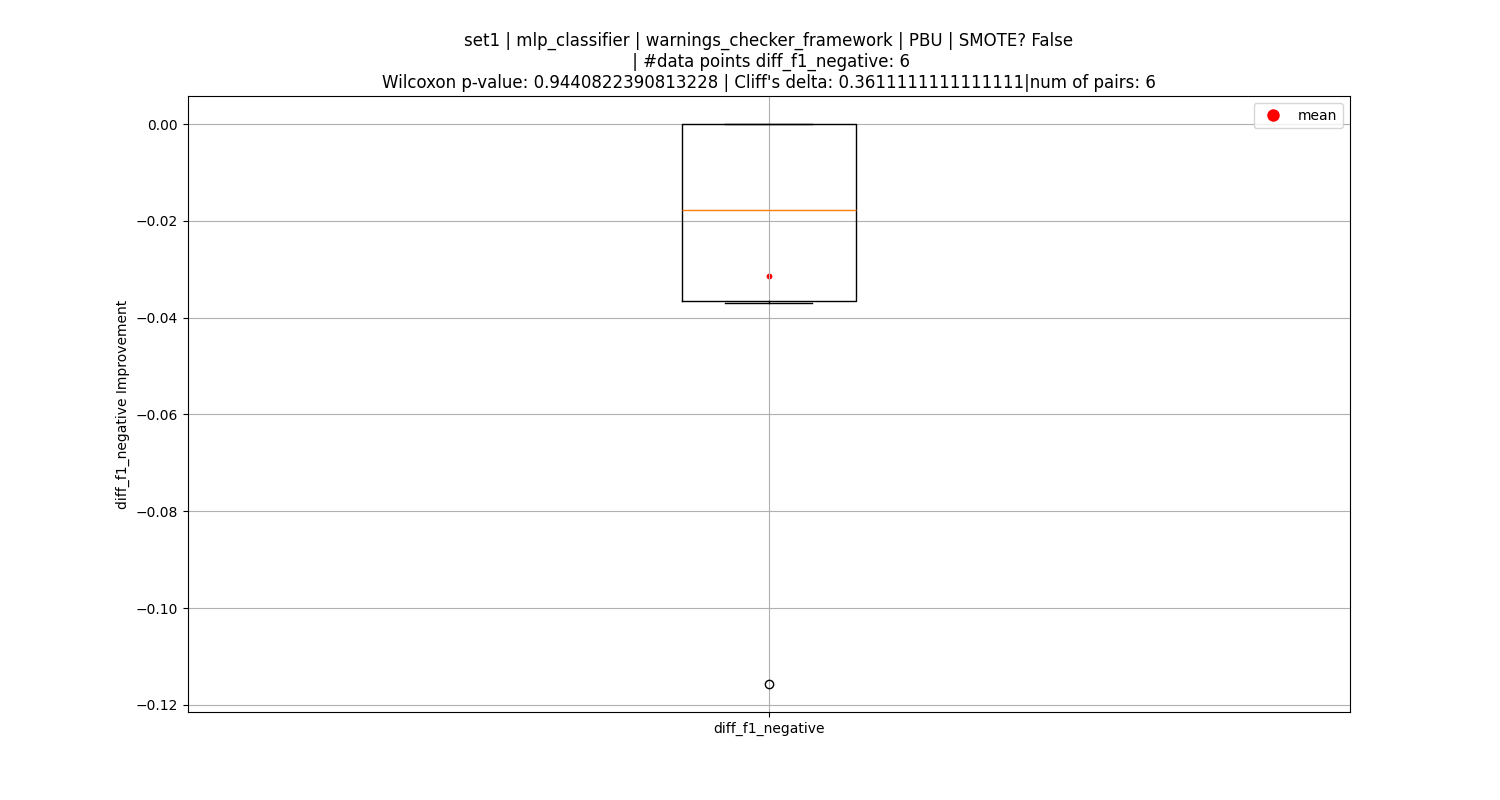 set1 | mlp_classifier | warnings_checker_framework | PBU | SMOTE? False
| #data points diff_f1_negative: 6
Wilcoxon p-value: 0.9440822390813228 | Cliff's delta: 0.3611111111111111|num of pairs: 6
mean
0.00
−0.02
−0.04
−0.06
−0.08
−0.10
−0.12
diff_f1_negative Improvement
diff_f1_negative